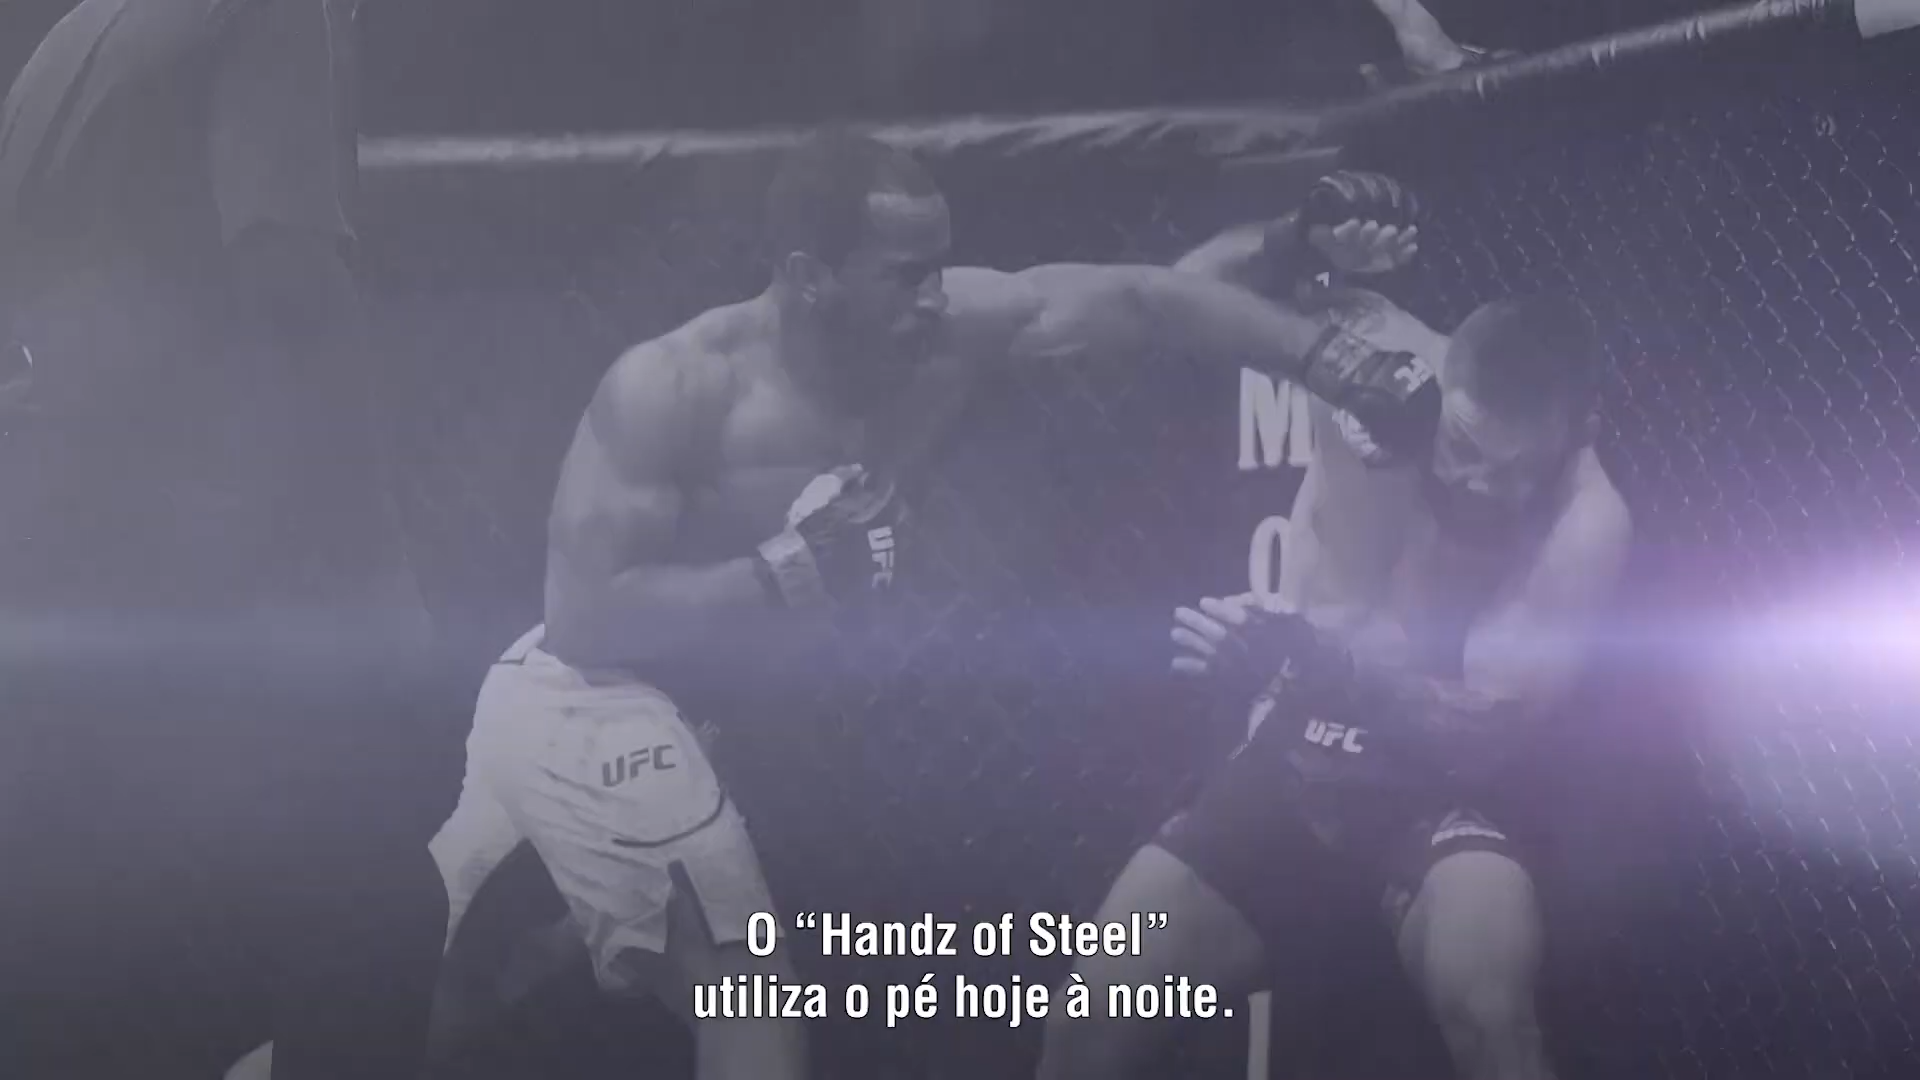 M
O
UFC
UFC
UFC
O “Handz of Steel”
utiliza o pé hoje à noite.